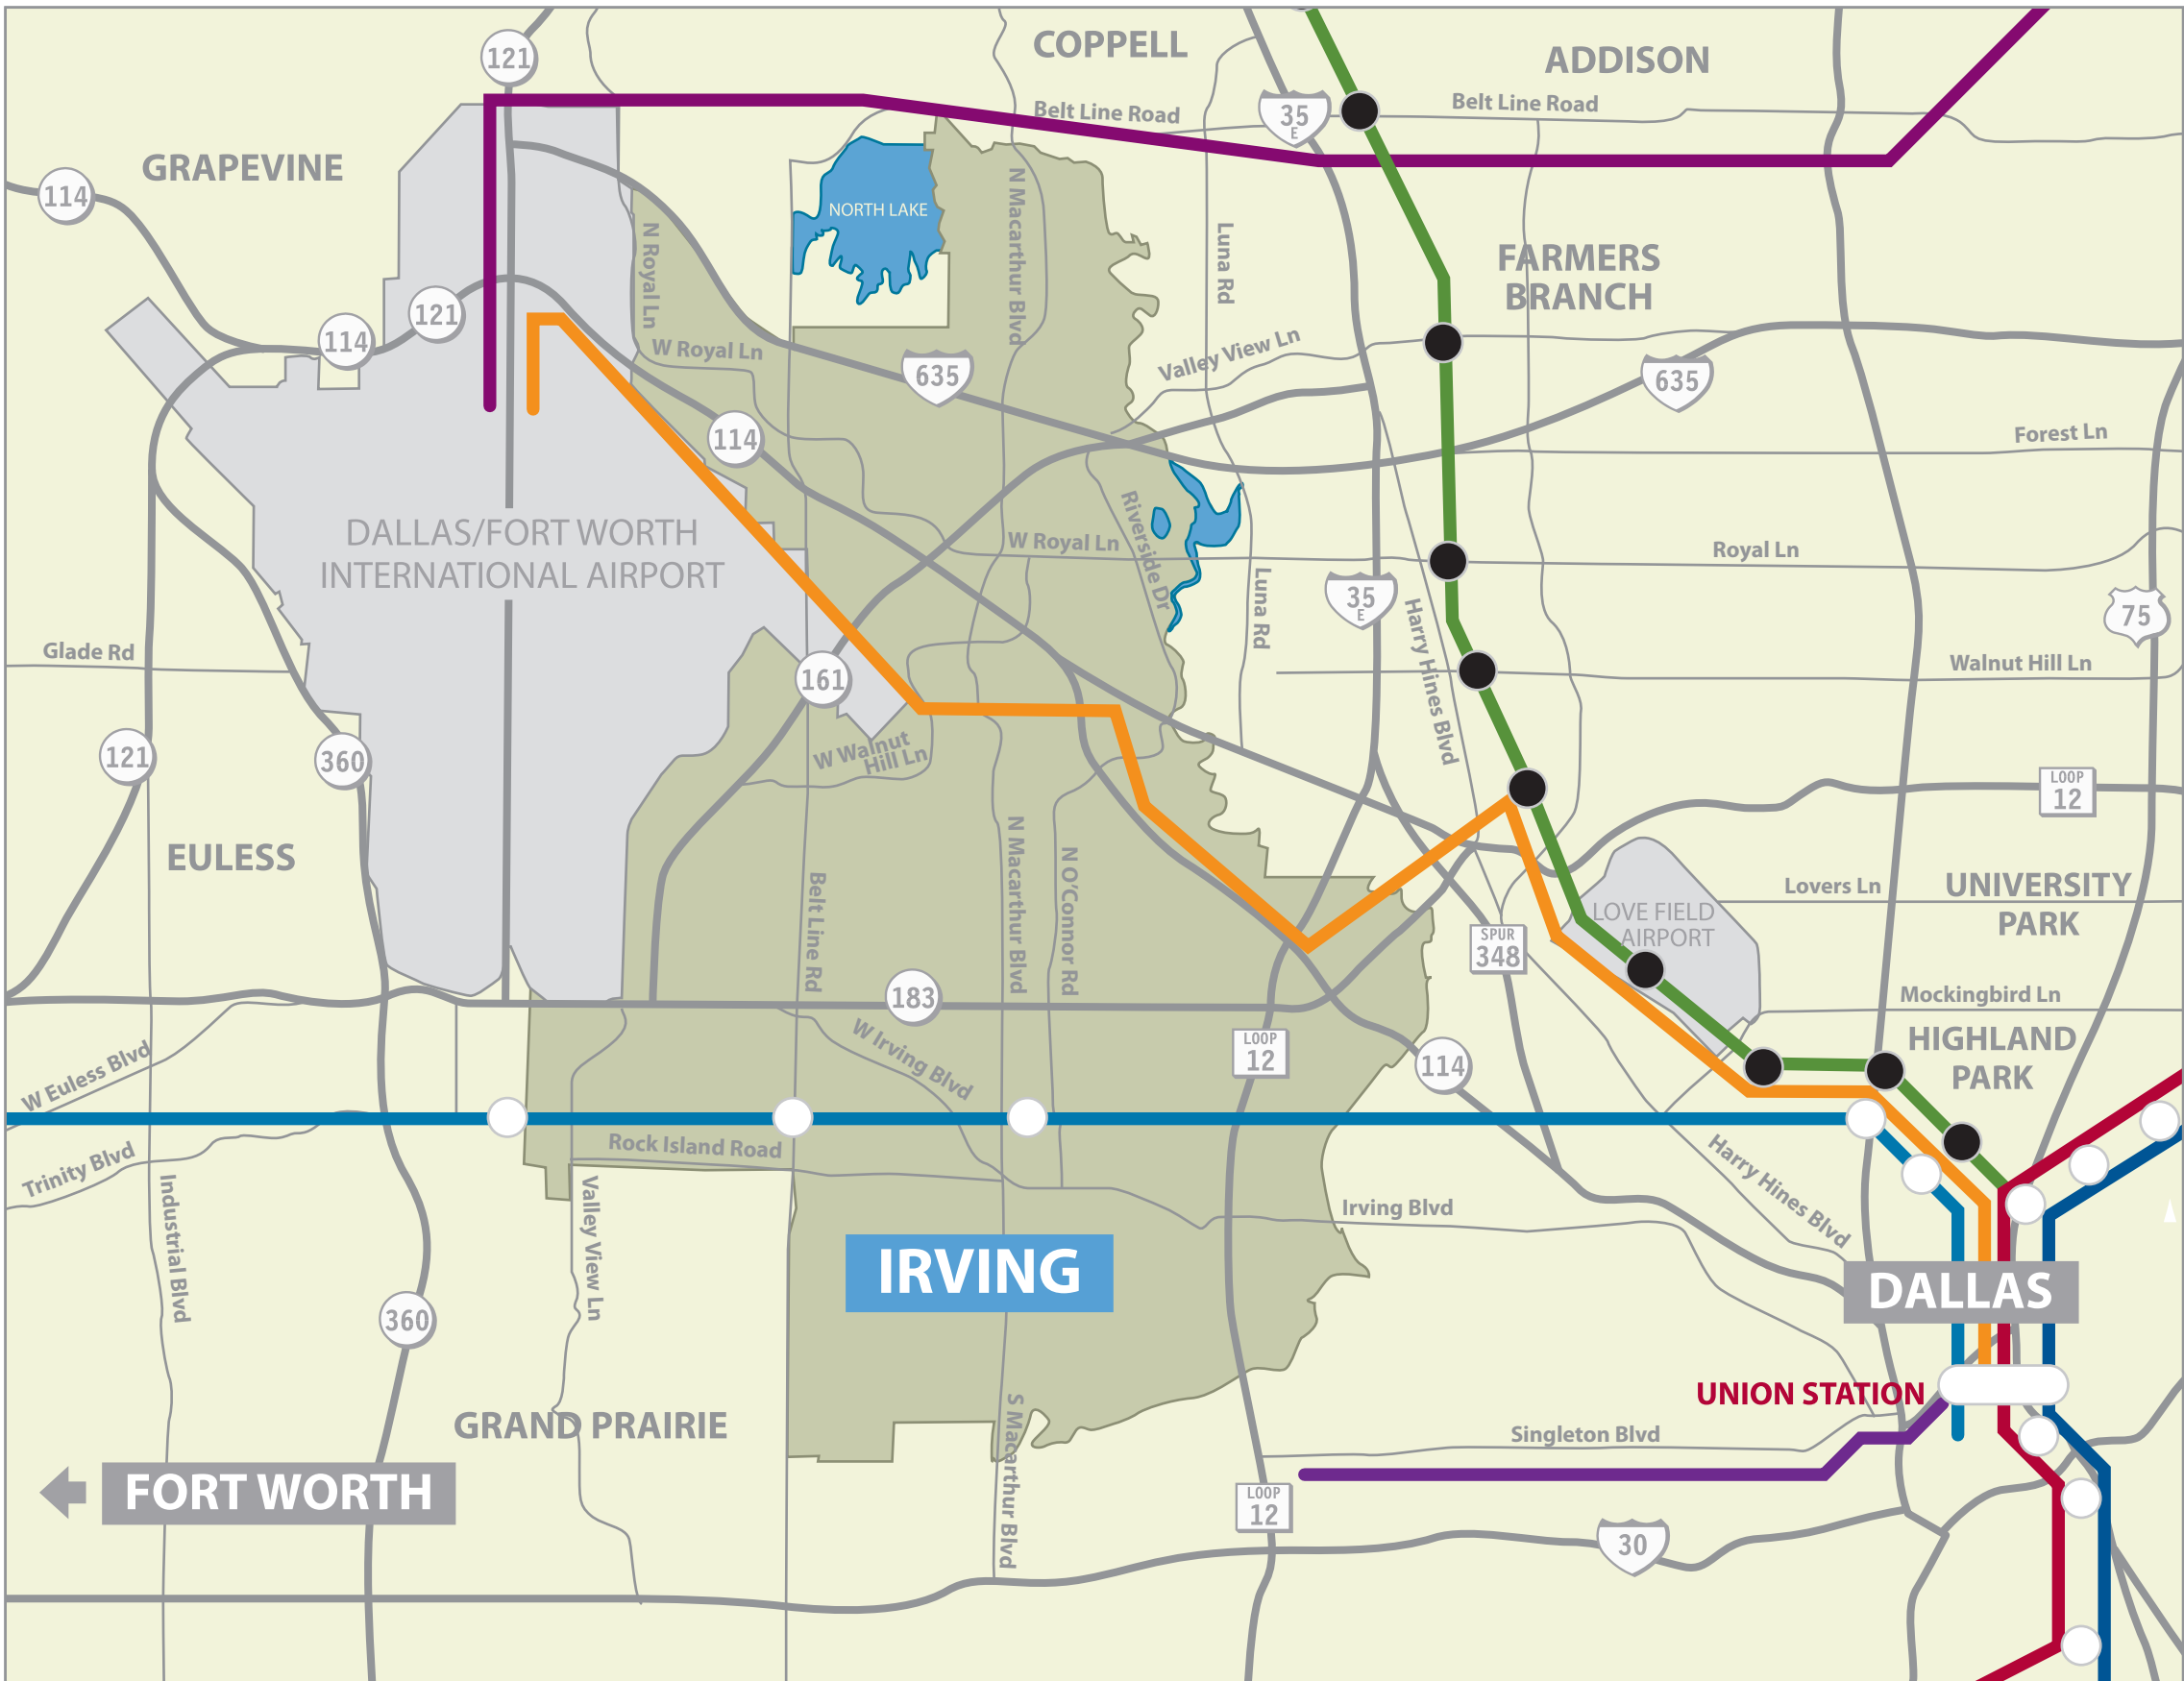 121
COPPELL
ADDISON
Belt Line Road
35
E
Belt Line Road
GRAPEVINE
114
NORTH LAKE
N Royal Ln
N Macarthur Blvd
Luna Rd
FARMERS
BRANCH
121
114
W Royal Ln
635
Valley View Ln
635
114
Forest Ln
DALLAS/FORT WORTH
INTERNATIONAL AIRPORT
W Royal Ln
Riverside Dr
Royal Ln
Luna Rd
35
E
Harry Hines Blvd
75
Glade Rd
161
Walnut Hill Ln
121
360
W Walnut
Hill Ln
LOOP
12
EULESS
Belt Line Rd
N Macarthur Blvd
N O'Connor Rd
Lovers Ln
UNIVERSITY
PARK
LOVE FIELD
AIRPORT
SPUR
348
183
Mockingbird Ln
W Euless Blvd
W Irving Blvd
LOOP
12
114
HIGHLAND
PARK
Trinity Blvd
Rock Island Road
Harry Hines Blvd
Industrial Blvd
Valley View Ln
Irving Blvd
IRVING
DALLAS
360
UNION STATION
GRAND PRAIRIE
S Macarthur Blvd
Singleton Blvd
FORT WORTH
LOOP
12
30